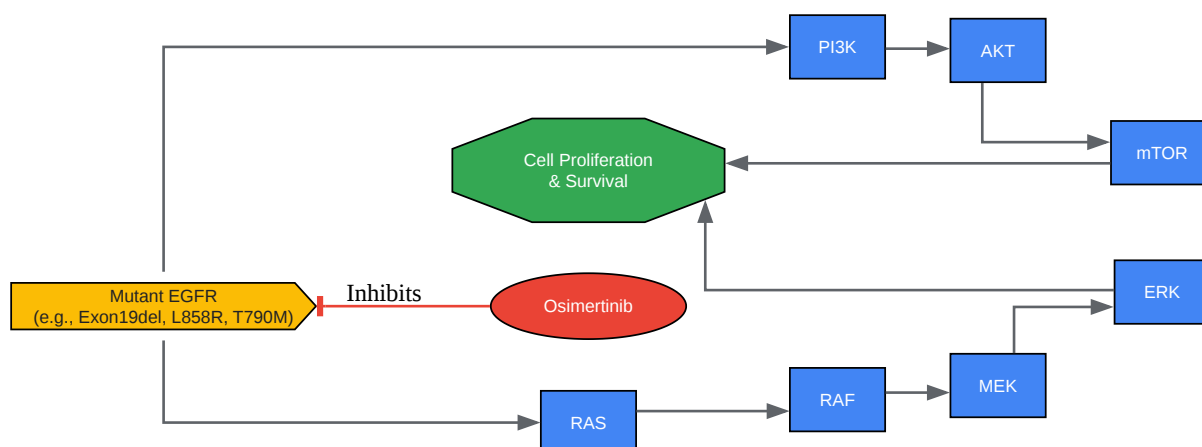 PI3K
AKT
mTOR
Cell Proliferation
& Survival
Mutant EGFR
(e.g., Exon19del, L858R, T790M)
Inhibits
Osimertinib
ERK
RAS
RAF
MEK